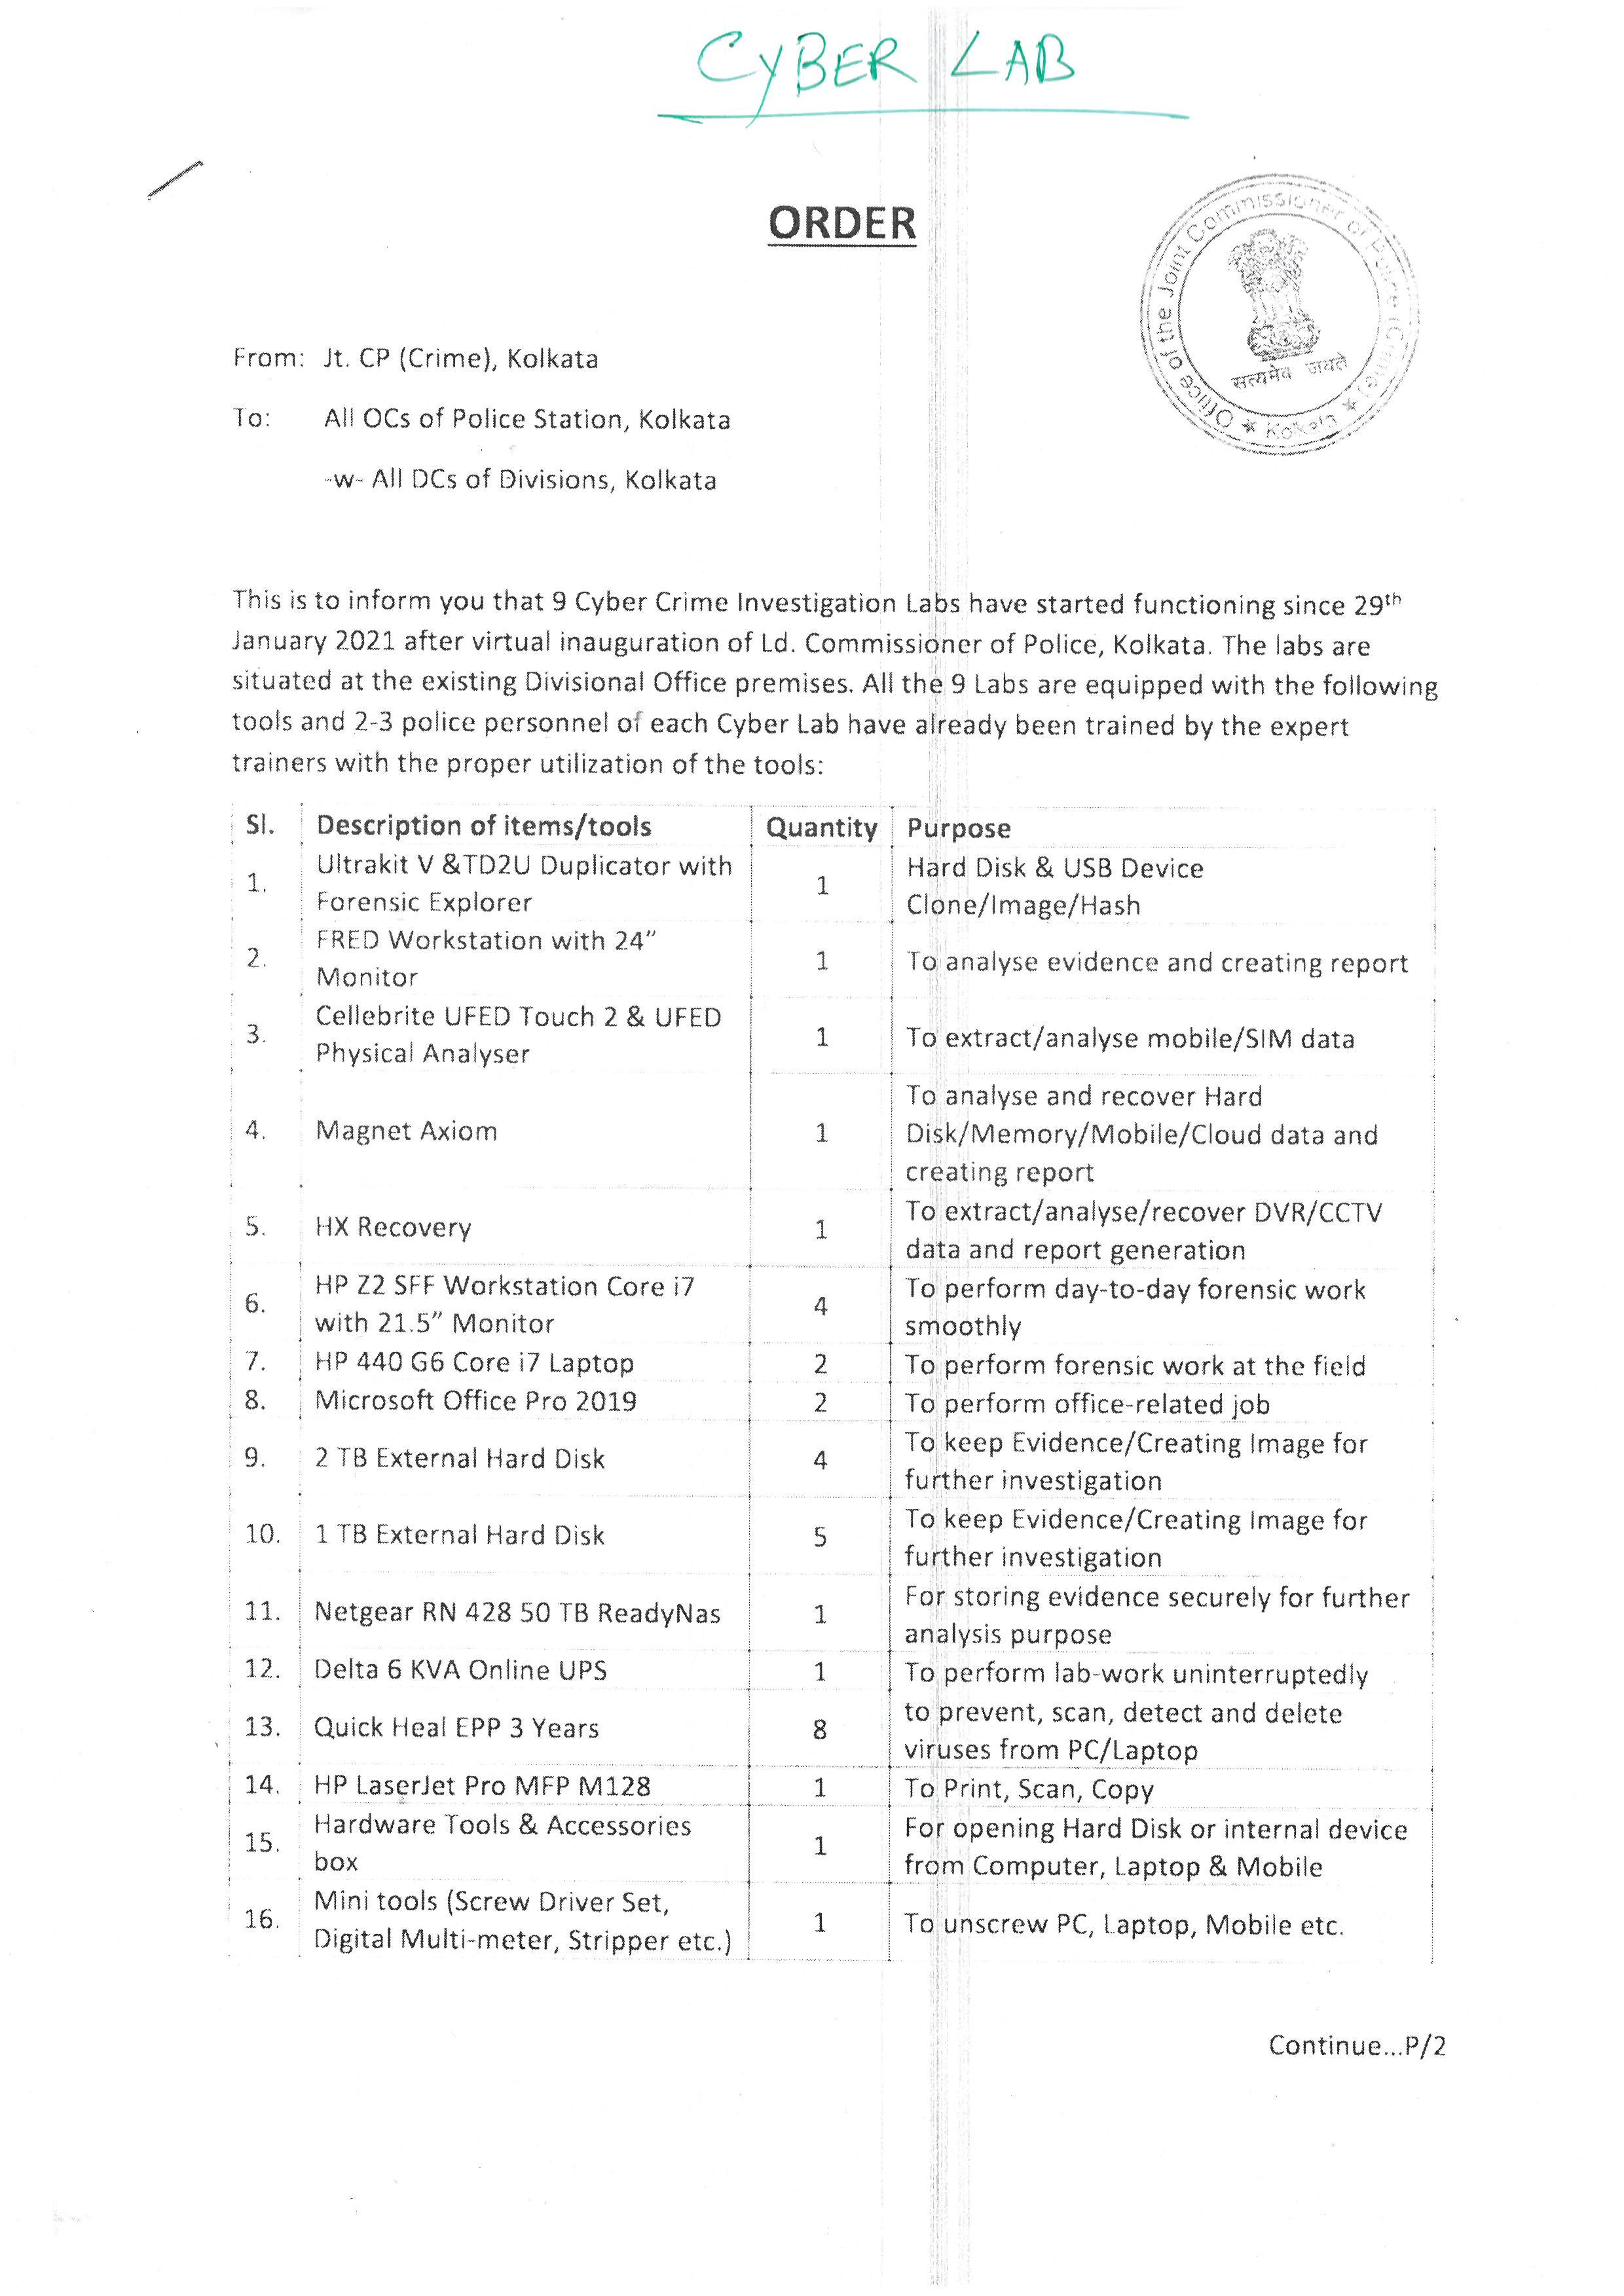 CYBER LAB
ORDER
Office of the Joint Commissioner of Police (Crime) ★ Kolkata ★
सत्यमेव जयते
From: Jt. CP (Crime), Kolkata
To: All OCs of Police Station, Kolkata
-w- All DCs of Divisions, Kolkata
This is to inform you that 9 Cyber Crime Investigation Labs have started functioning since 29th
January 2021 after virtual inauguration of Ld. Commissioner of Police, Kolkata. The labs are
situated at the existing Divisional Office premises. All the 9 Labs are equipped with the following
tools and 2-3 police personnel of each Cyber Lab have already been trained by the expert
trainers with the proper utilization of the tools:
Sl. Description of items/tools Quantity Purpose
1. Ultrakit V &TD2U Duplicator with
Forensic Explorer
1
Hard Disk & USB Device
Clone/Image/Hash
2. FRED Workstation with 24”
Monitor
1
To analyse evidence and creating report
3. Cellebrite UFED Touch 2 & UFED
Physical Analyser
1
To extract/analyse mobile/SIM data
4. Magnet Axiom
1
To analyse and recover Hard
Disk/Memory/Mobile/Cloud data and
creating report
5. HX Recovery
1
To extract/analyse/recover DVR/CCTV
data and report generation
6. HP Z2 SFF Workstation Core i7
with 21.5” Monitor
4
To perform day-to-day forensic work
smoothly
7. HP 440 G6 Core i7 Laptop 2 To perform forensic work at the field
8. Microsoft Office Pro 2019 2 To perform office-related job
9. 2 TB External Hard Disk
4
To keep Evidence/Creating Image for
further investigation
10. 1 TB External Hard Disk
5
To keep Evidence/Creating Image for
further investigation
11. Netgear RN 428 50 TB ReadyNas
1
For storing evidence securely for further
analysis purpose
12. Delta 6 KVA Online UPS 1 To perform lab-work uninterruptedly
13. Quick Heal EPP 3 Years
8
to prevent, scan, detect and delete
viruses from PC/Laptop
14. HP LaserJet Pro MFP M128 1 To Print, Scan, Copy
15. Hardware Tools & Accessories
box
1
For opening Hard Disk or internal device
from Computer, Laptop & Mobile
16. Mini tools (Screw Driver Set,
Digital Multi-meter, Stripper etc.)
1
To unscrew PC, Laptop, Mobile etc.
Continue...P/2